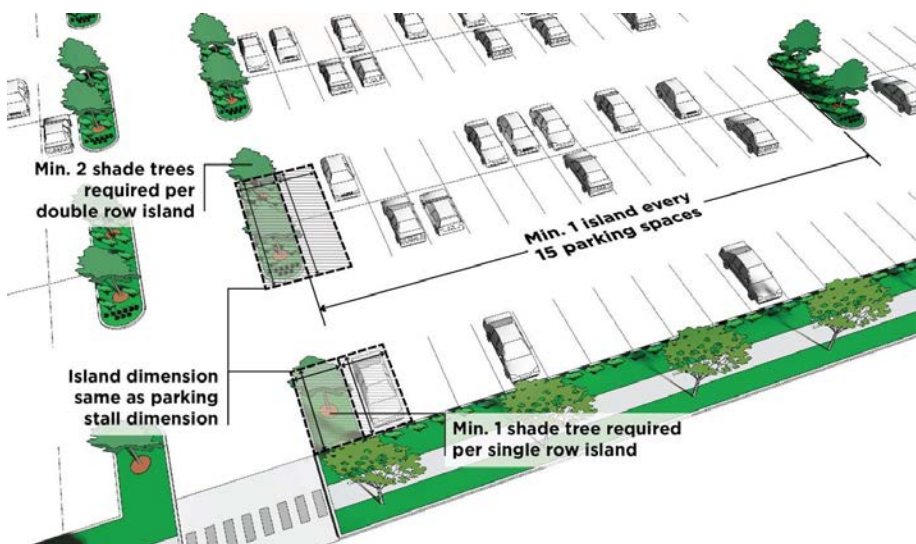 Min. 2 shade trees
required per
double row island
Min. 1 island every
15 parking spaces
Island dimension
same as parking
stall dimension
Min. 1 shade tree required
per single row island